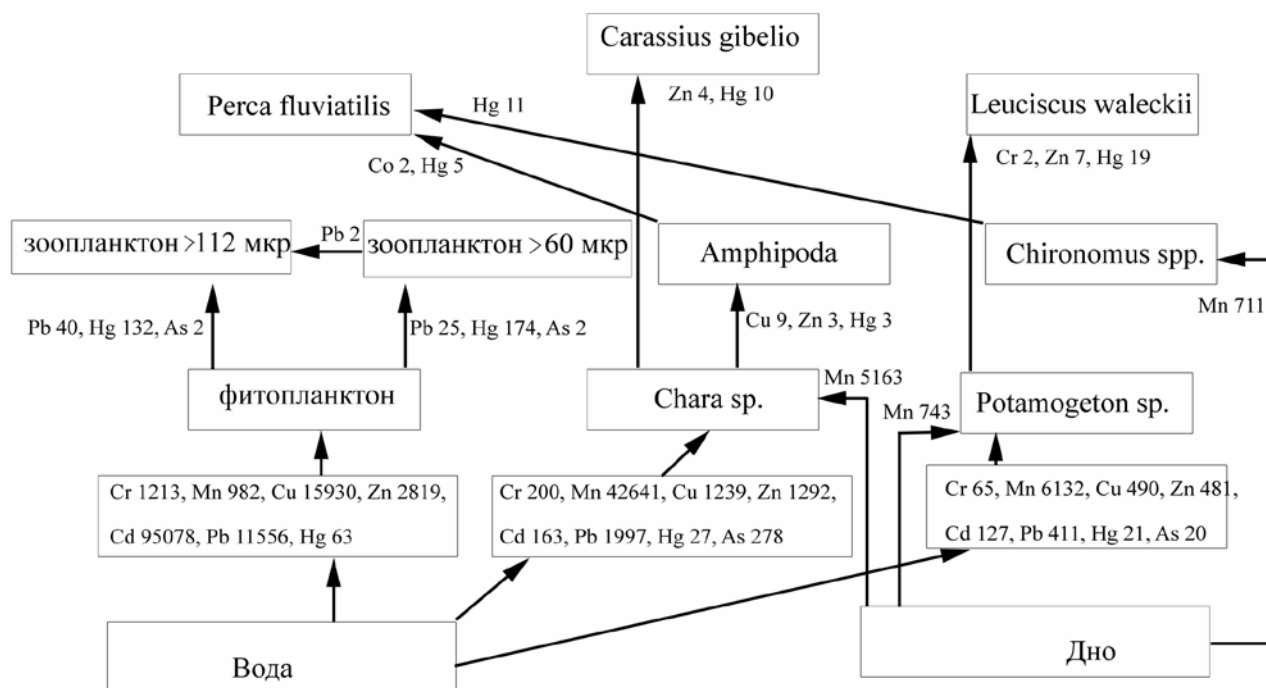 Carassius gibelio
Perca fluviatilis
Hg 11
Zn 4, Hg 10
Leuciscus waleckii
Co 2, Hg 5
Cr 2, Zn 7, Hg 19
зоопланктон >112 мкр
Pb 2
зоопланктон >60 мкр
Amphipoda
Chironomus spp.
Pb 40, Hg 132, As 2
Pb 25, Hg 174, As 2
Cu 9, Zn 3, Hg 3
Mn 711
фитопланктон
Chara sp.
Mn 5163
Mn 743
Potamogeton sp.
Cr 1213, Mn 982, Cu 15930, Zn 2819,
Cd 95078, Pb 11556, Hg 63
Cr 200, Mn 42641, Cu 1239, Zn 1292,
Cd 163, Pb 1997, Hg 27, As 278
Cr 65, Mn 6132, Cu 490, Zn 481,
Cd 127, Pb 411, Hg 21, As 20
Вода
Дно